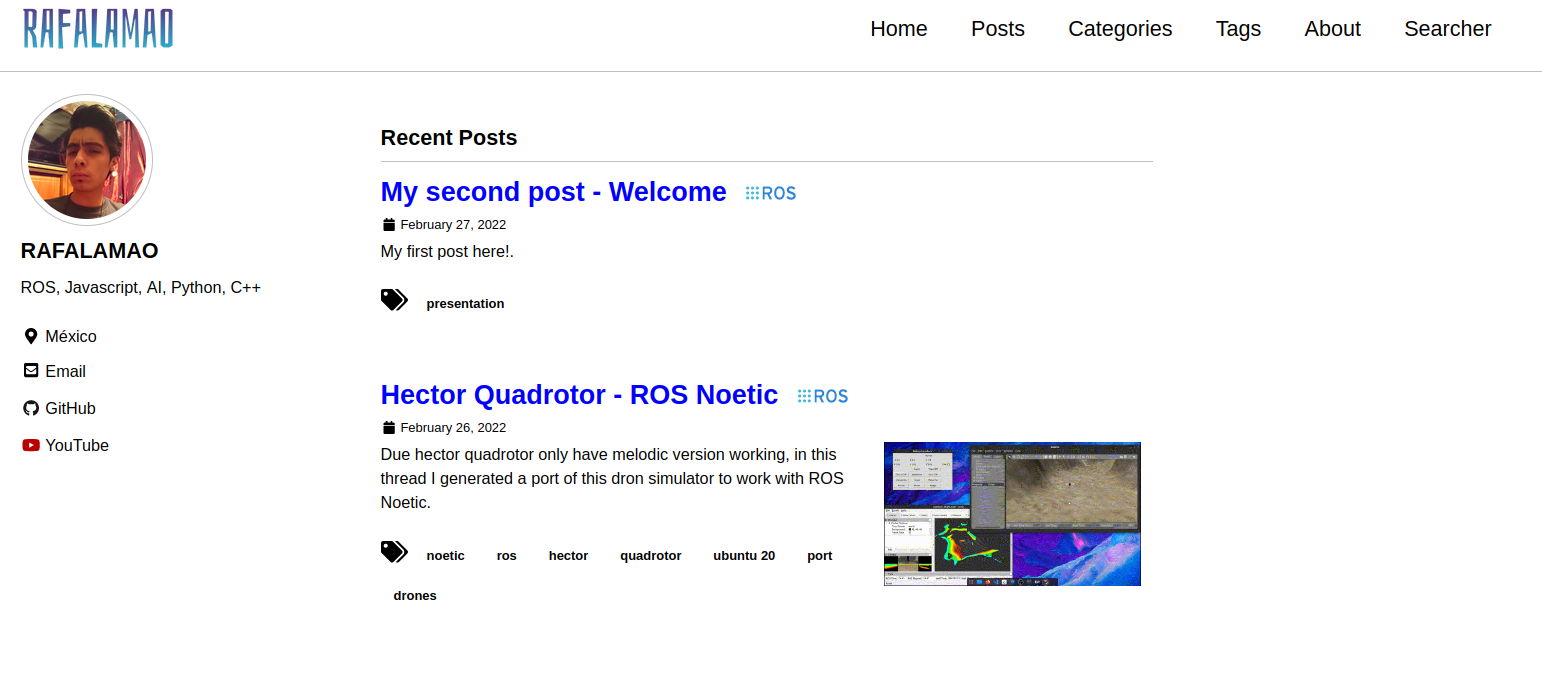 RAFALAMAO
Home Posts Categories Tags About Searcher
RAFALAMAO
ROS, Javascript, AI, Python, C++
México
Email
GitHub
YouTube
Recent Posts
My second post - Welcome ROS
February 27, 2022
My first post here!.
presentation
Hector Quadrotor - ROS Noetic ROS
February 26, 2022
Due hector quadrotor only have melodic version working, in this
thread I generated a port of this dron simulator to work with ROS
Noetic.
noetic ros hector quadrotor ubuntu 20 port
drones